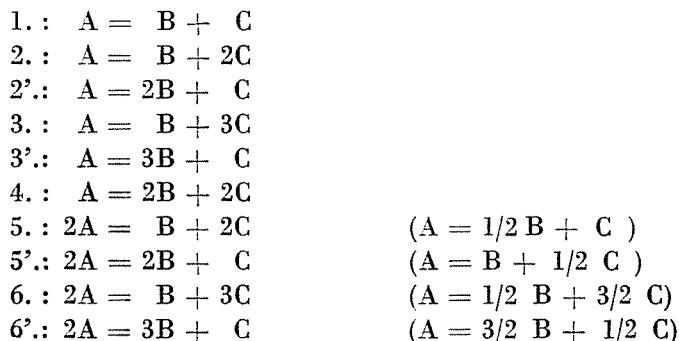 1. : A = B + C
2. : A = B + 2C
2’.: A = 2B + C
3. : A = B + 3C
3’.: A = 3B + C
4. : A = 2B + 2C
5. : 2A = B + 2C (A = 1/2 B + C )
5’.: 2A = 2B + C (A = B + 1/2 C )
6. : 2A = B + 3C (A = 1/2 B + 3/2 C)
6’.: 2A = 3B + C (A = 3/2 B + 1/2 C)